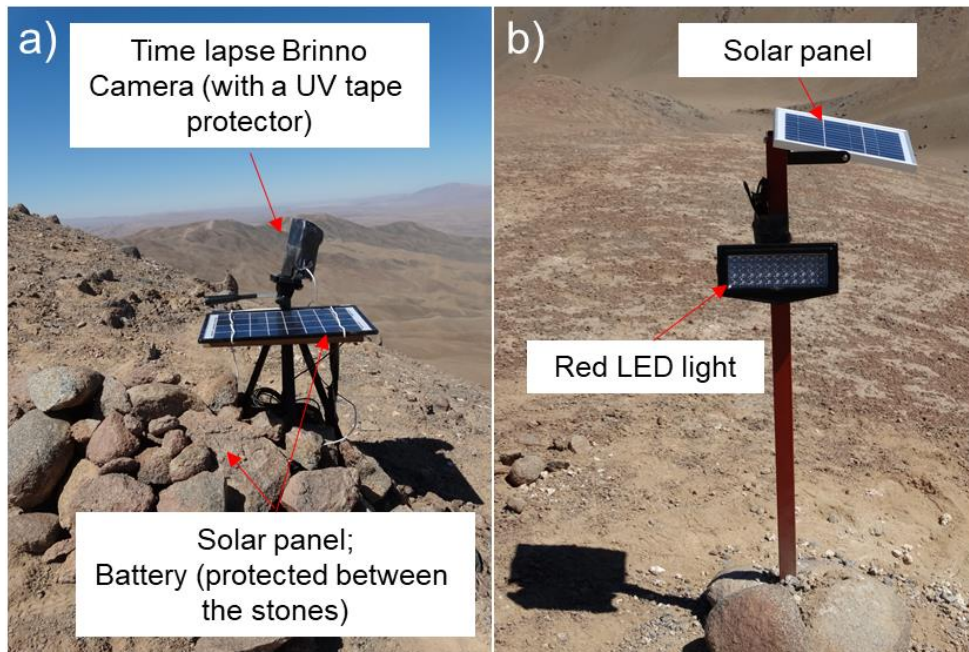 a)
Time lapse Brinno
Camera (with a UV tape
protector)
Solar panel;
Battery (protected between
the stones)
b)
Solar panel
Red LED light